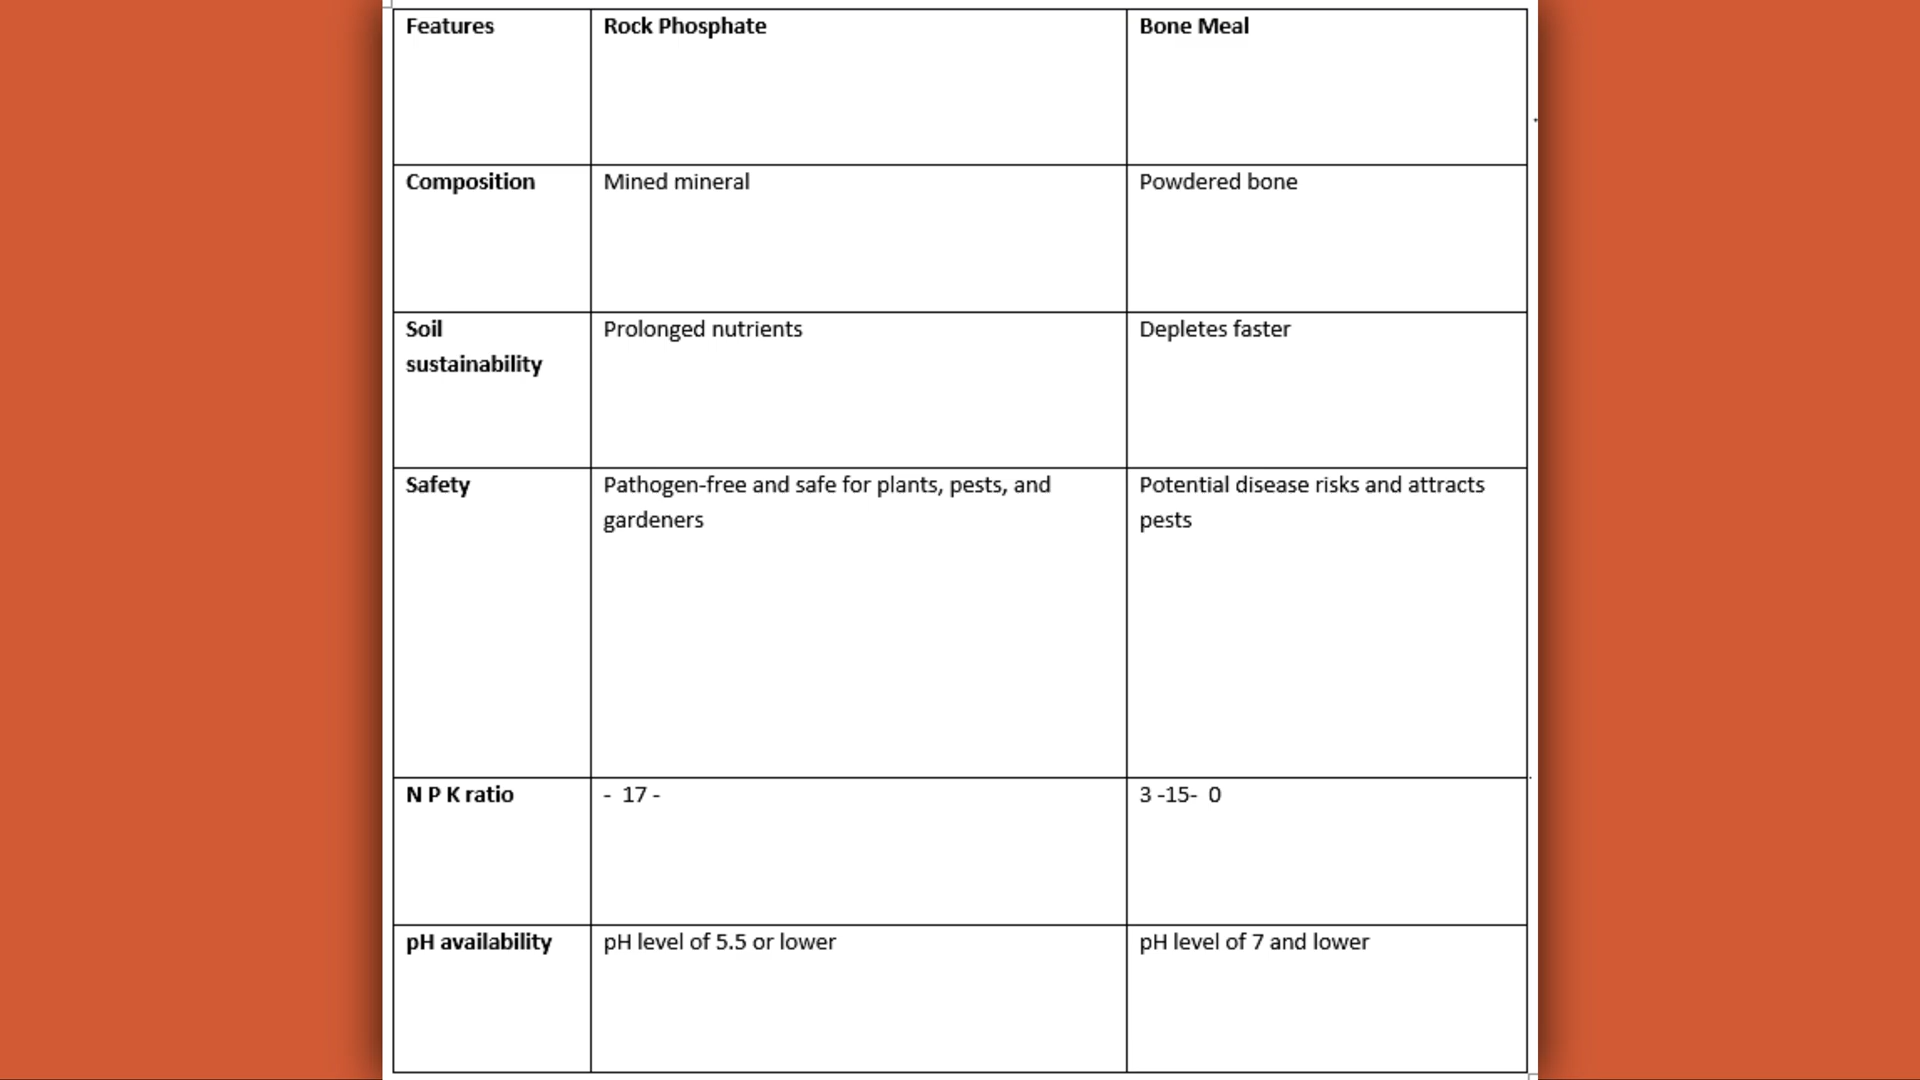 Features Rock Phosphate Bone Meal
Composition Mined mineral Powdered bone
Soil Prolonged nutrients Depletes faster
sustainability
Safety Pathogen-free and safe for plants, pests, and Potential disease risks and attracts
gardeners pests
N P K ratio - 17 - 3 -15- 0
pH availability pH level of 5.5 or lower pH level of 7 and lower